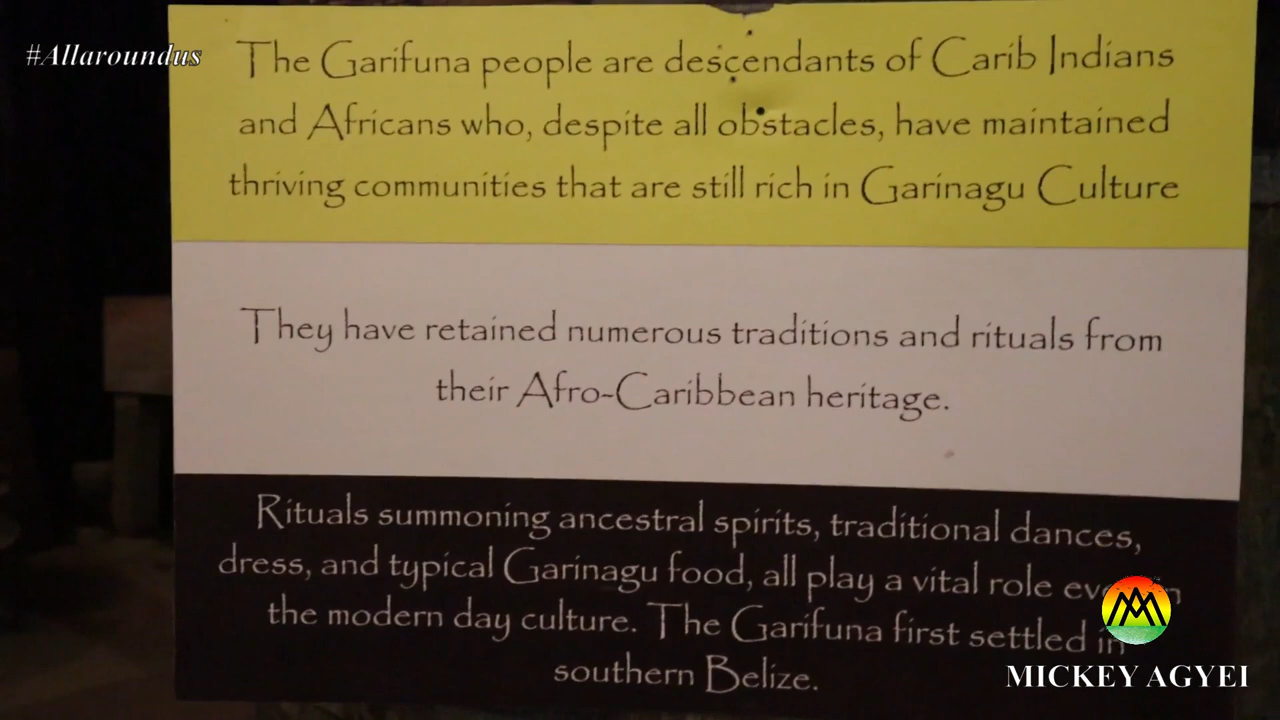 #Allaroundus
The Garifuna people are descendants of Carib Indians
and Africans who, despite all obstacles, have maintained
thriving communities that are still rich in Garinagu Culture
They have retained numerous traditions and rituals from
their Afro-Caribbean heritage.
Rituals summoning ancestral spirits, traditional dances,
dress, and typical Garinagu food, all play a vital role even in
the modern day culture. The Garifuna first settled in
southern Belize.
MICKEY AGYEI